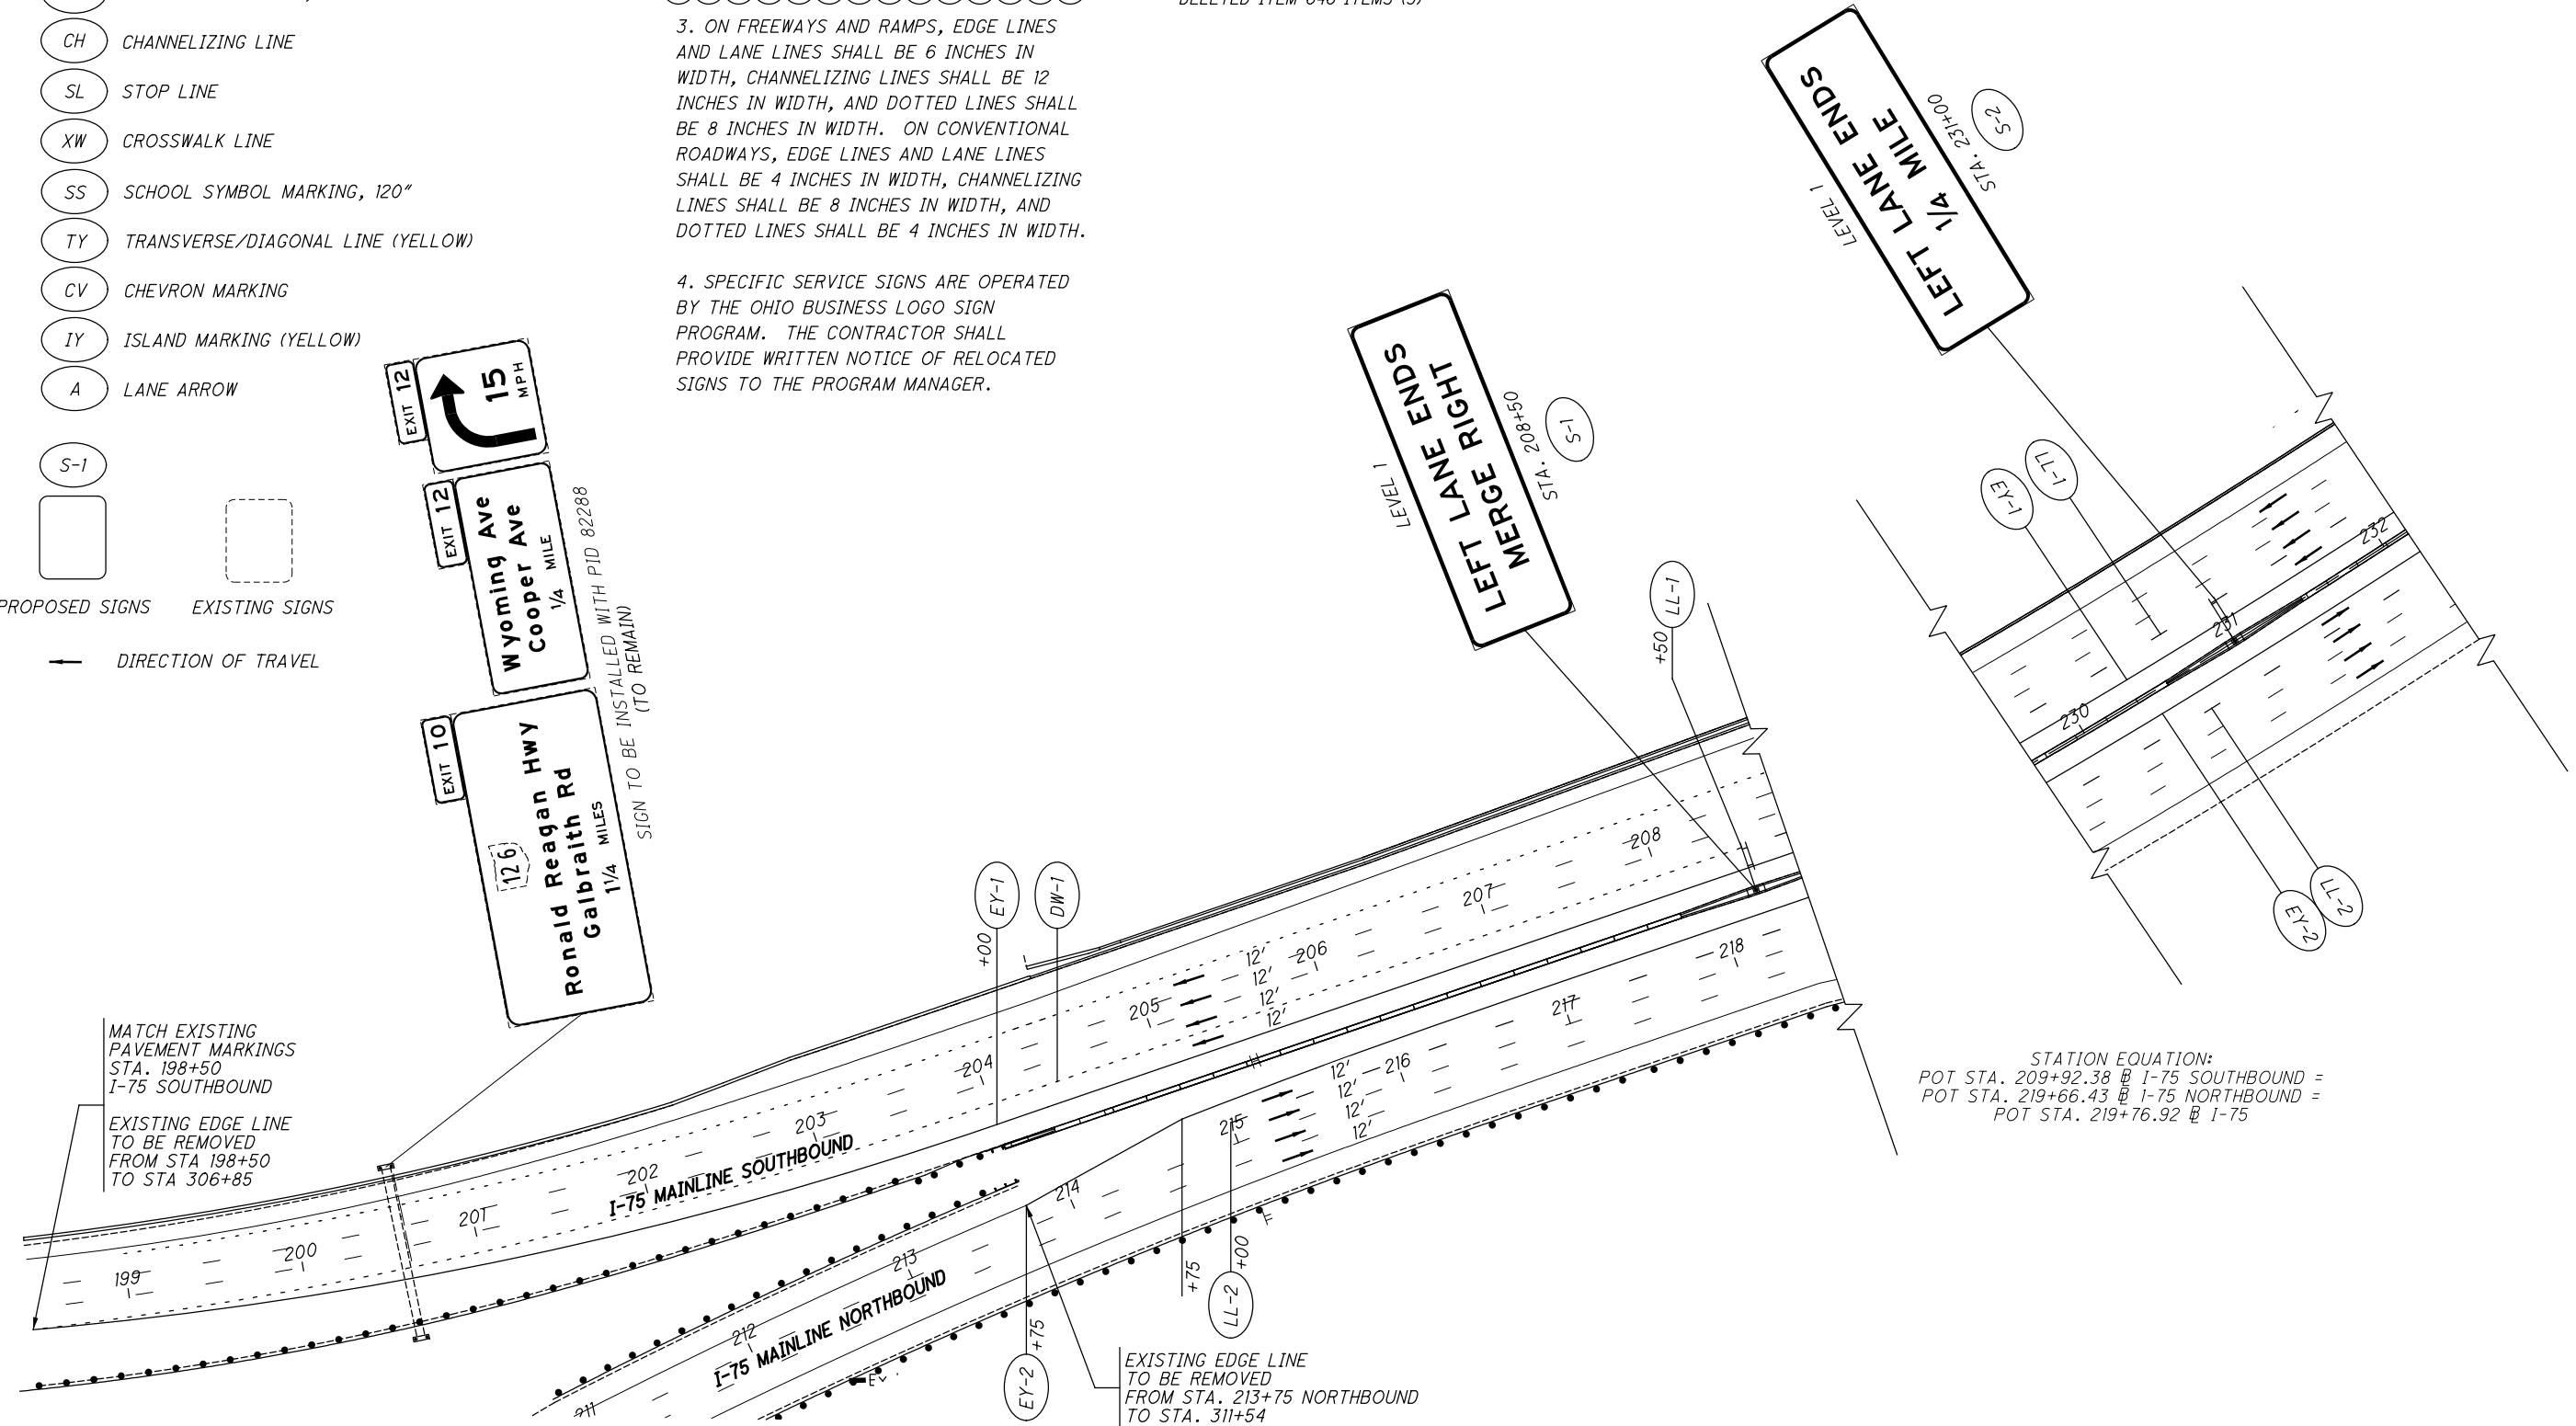 CH CHANNELIZING LINE
SL STOP LINE
XW CROSSWALK LINE
SS SCHOOL SYMBOL MARKING, 120"
TY TRANSVERSE/DIAGONAL LINE (YELLOW)
CV CHEVRON MARKING
IY ISLAND MARKING (YELLOW)
A LANE ARROW
S-1
PROPOSED SIGNS
EXISTING SIGNS
DIRECTION OF TRAVEL
3. ON FREEWAYS AND RAMPS, EDGE LINES
AND LANE LINES SHALL BE 6 INCHES IN
WIDTH, CHANNELIZING LINES SHALL BE 12
INCHES IN WIDTH, AND DOTTED LINES SHALL
BE 8 INCHES IN WIDTH. ON CONVENTIONAL
ROADWAYS, EDGE LINES AND LANE LINES
SHALL BE 4 INCHES IN WIDTH, CHANNELIZING
LINES SHALL BE 8 INCHES IN WIDTH, AND
DOTTED LINES SHALL BE 4 INCHES IN WIDTH.
4. SPECIFIC SERVICE SIGNS ARE OPERATED
BY THE OHIO BUSINESS LOGO SIGN
PROGRAM. THE CONTRACTOR SHALL
PROVIDE WRITTEN NOTICE OF RELOCATED
SIGNS TO THE PROGRAM MANAGER.
EXIT 12
15
MPH
EXIT 12
Wyoming Ave
Cooper Ave
1/4 MILE
EXIT 10
126
Ronald Reagan Hwy
Galbraith Rd
1 1/4 MILES
SIGN TO BE INSTALLED WITH PID 82288
(TO REMAIN)
LEVEL 1
LEFT LANE ENDS
MERGE RIGHT
STA. 208+50
S-1
LEVEL 1
LEFT LANE ENDS
1/4 MILE
STA. 231+00
S-2
LL-1
+50
EY-1
LL-1
232
231
230
EY-2
LL-2
EY-1
+00
DW-1
208
207
206
205
204
203
202
201
200
199
12'
12'
12'
12'
I-75 MAINLINE SOUTHBOUND
218
217
216
215
214
213
212
211
12'
12'
12'
12'
I-75 MAINLINE NORTHBOUND
+75
LL-2
+00
EY-2
+75
MATCH EXISTING
PAVEMENT MARKINGS
STA. 198+50
I-75 SOUTHBOUND
EXISTING EDGE LINE
TO BE REMOVED
FROM STA 198+50
TO STA 306+85
EXISTING EDGE LINE
TO BE REMOVED
FROM STA. 213+75 NORTHBOUND
TO STA. 311+54
STATION EQUATION:
POT STA. 209+92.38 ℄ I-75 SOUTHBOUND =
POT STA. 219+66.43 ℄ I-75 NORTHBOUND =
POT STA. 219+76.92 ℄ I-75